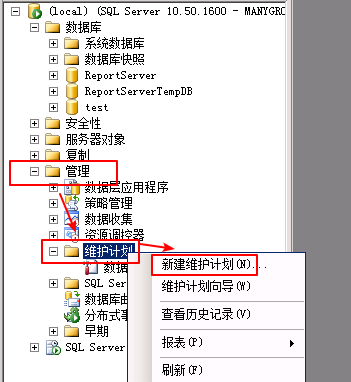 (local) (SQL Server 10.50.1600 - MANYGRO
数据库
系统数据库
数据库快照
ReportServer
ReportServerTempDB
test
安全性
服务器对象
复制
管理
数据层应用程序
策略管理
数据收集
资源调控器
维护计划
新建维护计划(N)...
数据
维护计划向导(W)
SQL Ser
数据库由
查看历史记录(V)
分布式事
早期
报表(P)
SQL Server
刷新(F)